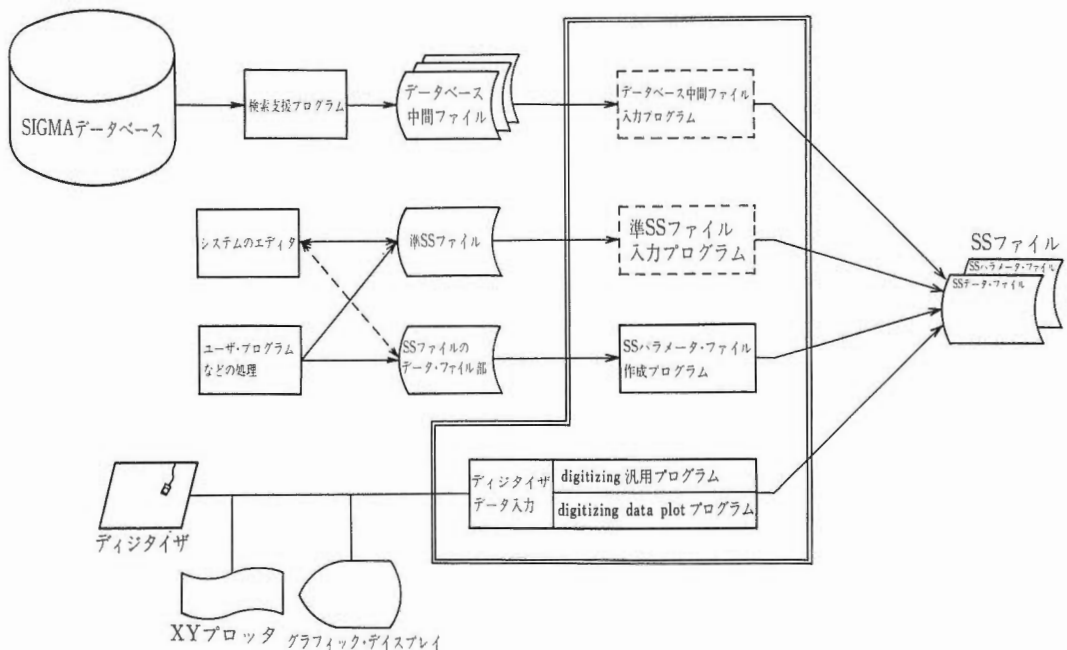 SIGMAデータベース
検索支援プログラム
データベース
中間ファイル
データベース中間ファイル
入力プログラム
システムのエディタ
準SSファイル
準SSファイル
入力プログラム
SSファイル
SSパラメータ・ファイル
SSデータ・ファイル
ユーザ・プログラム
などの処理
SSファイルの
データ・ファイル部
SSパラメータ・ファイル
作成プログラム
ディジタイザ
データ入力
digitizing 汎用プログラム
digitizing data plot プログラム
ディジタイザ
XYプロッタ
グラフィック・デイスプレイ